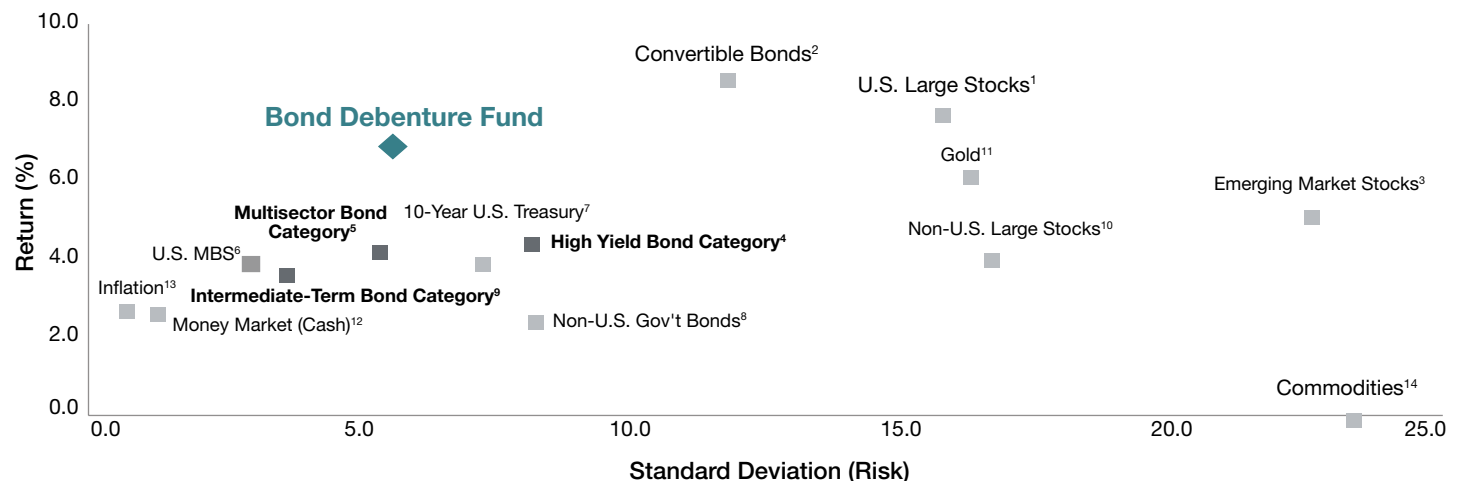 10.0
Convertible Bonds²
U.S. Large Stocks¹
8.0
Bond Debenture Fund
Gold¹¹
6.0
Emerging Market Stocks³
Multisector Bond
Category⁵
10-Year U.S. Treasury⁷
Non-U.S. Large Stocks¹⁰
High Yield Bond Category⁴
U.S. MBS⁶
4.0
Return (%)
Inflation¹³
Intermediate-Term Bond Category⁹
Money Market (Cash)¹²
Non-U.S. Gov't Bonds⁸
2.0
Commodities¹⁴
0.0
0.0
5.0
10.0
15.0
20.0
25.0
Standard Deviation (Risk)